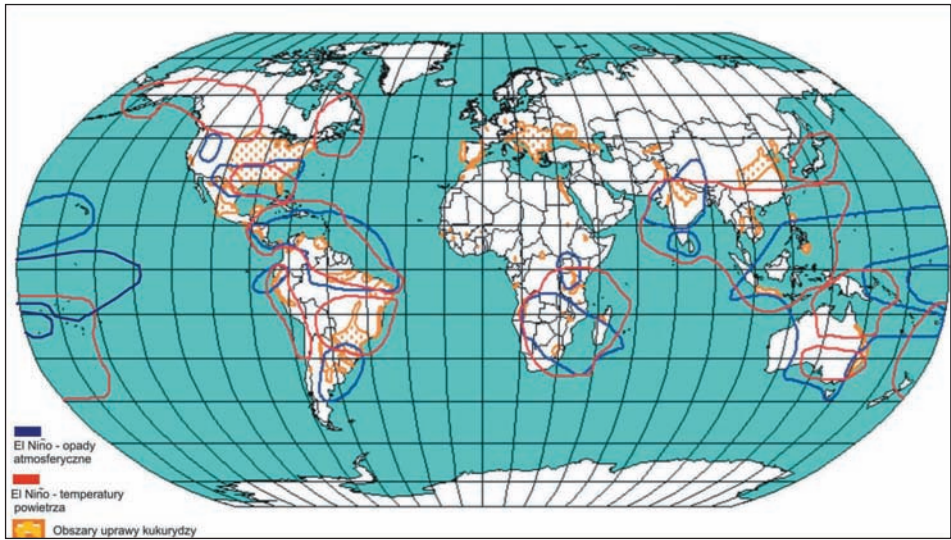 El Niño - opady
atmosferyczne
El Niño - temperatury
powietrza
Obszary uprawy kukurydzy